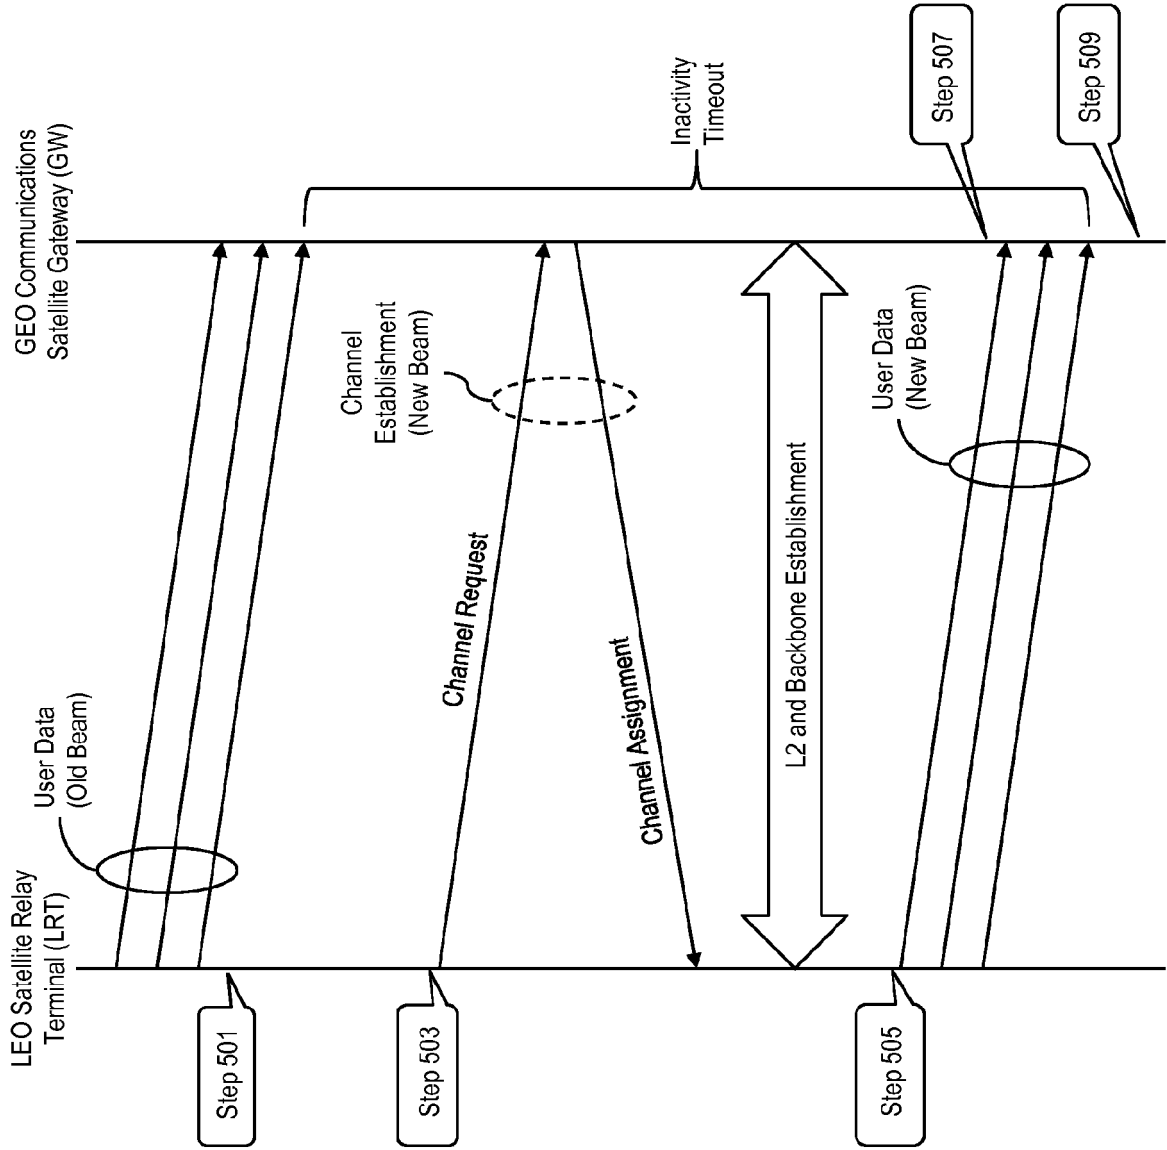 LEO Satellite Relay
Terminal (LRT)
GEO Communications
Satellite Gateway (GW)
User Data
(Old Beam)
Step 501
Inactivity
Timeout
Step 503
Channel Request
Channel
Establishment
(New Beam)
Channel Assignment
L2 and Backbone Establishment
Step 505
User Data
(New Beam)
Step 507
Step 509